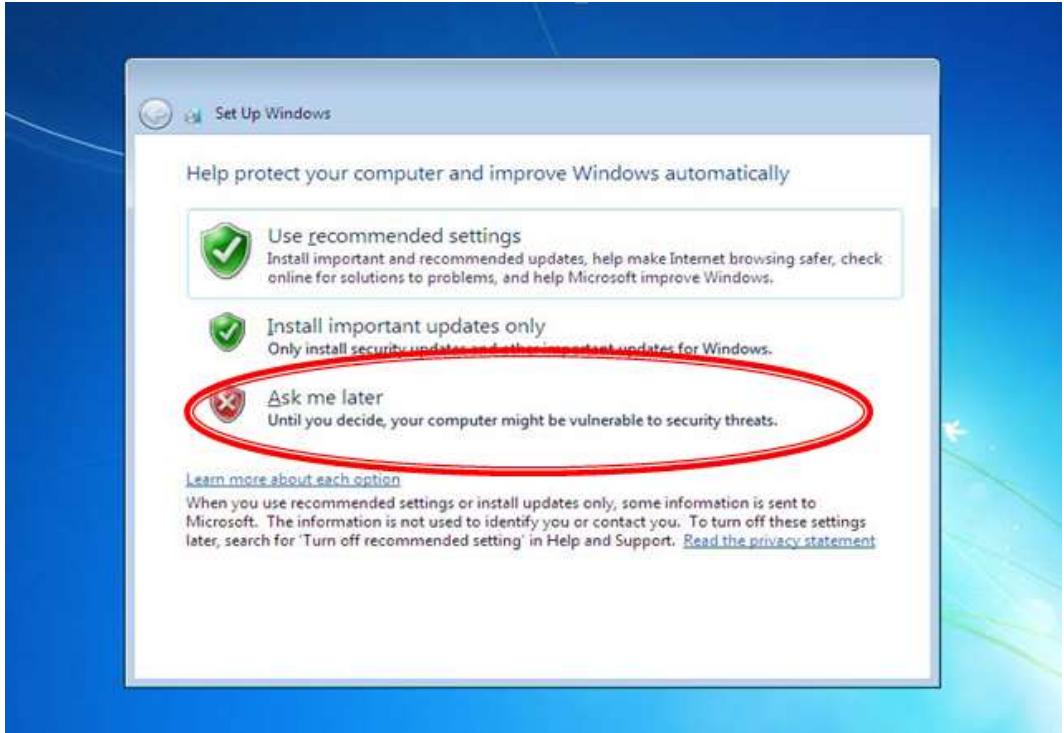 Set Up Windows
Help protect your computer and improve Windows automatically
Use recommended settings
Install important and recommended updates, help make Internet browsing safer, check
online for solutions to problems, and help Microsoft improve Windows.
Install important updates only
Only install security updates and other important updates for Windows.
Ask me later
Until you decide, your computer might be vulnerable to security threats.
Learn more about each option
When you use recommended settings or install updates only, some information is sent to
Microsoft. The information is not used to identify you or contact you. To turn off these settings
later, search for 'Turn off recommended setting' in Help and Support. Read the privacy statement